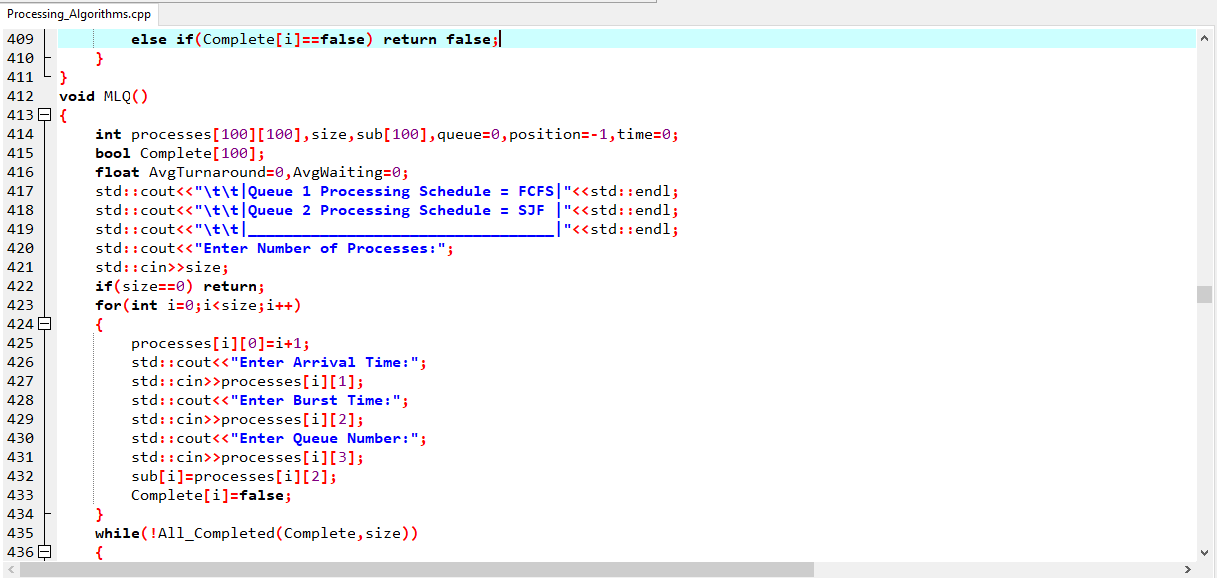 Processing_Algorithms.cpp
409 else if(Complete[i]==false) return false;
410 }
411 }
412 void MLQ()
413 {
414 int processes[100][100],size,sub[100],queue=0,position=-1,time=0;
415 bool Complete[100];
416 float AvgTurnaround=0,AvgWaiting=0;
417 std::cout<<"\t\t|Queue 1 Processing Schedule = FCFS|"<<std::endl;
418 std::cout<<"\t\t|Queue 2 Processing Schedule = SJF |"<<std::endl;
419 std::cout<<"\t\t|__________________________________|"<<std::endl;
420 std::cout<<"Enter Number of Processes:";
421 std::cin>>size;
422 if(size==0) return;
423 for(int i=0;i<size;i++)
424 {
425 processes[i][0]=i+1;
426 std::cout<<"Enter Arrival Time:";
427 std::cin>>processes[i][1];
428 std::cout<<"Enter Burst Time:";
429 std::cin>>processes[i][2];
430 std::cout<<"Enter Queue Number:";
431 std::cin>>processes[i][3];
432 sub[i]=processes[i][2];
433 Complete[i]=false;
434 }
435 while(!All_Completed(Complete,size))
436 {